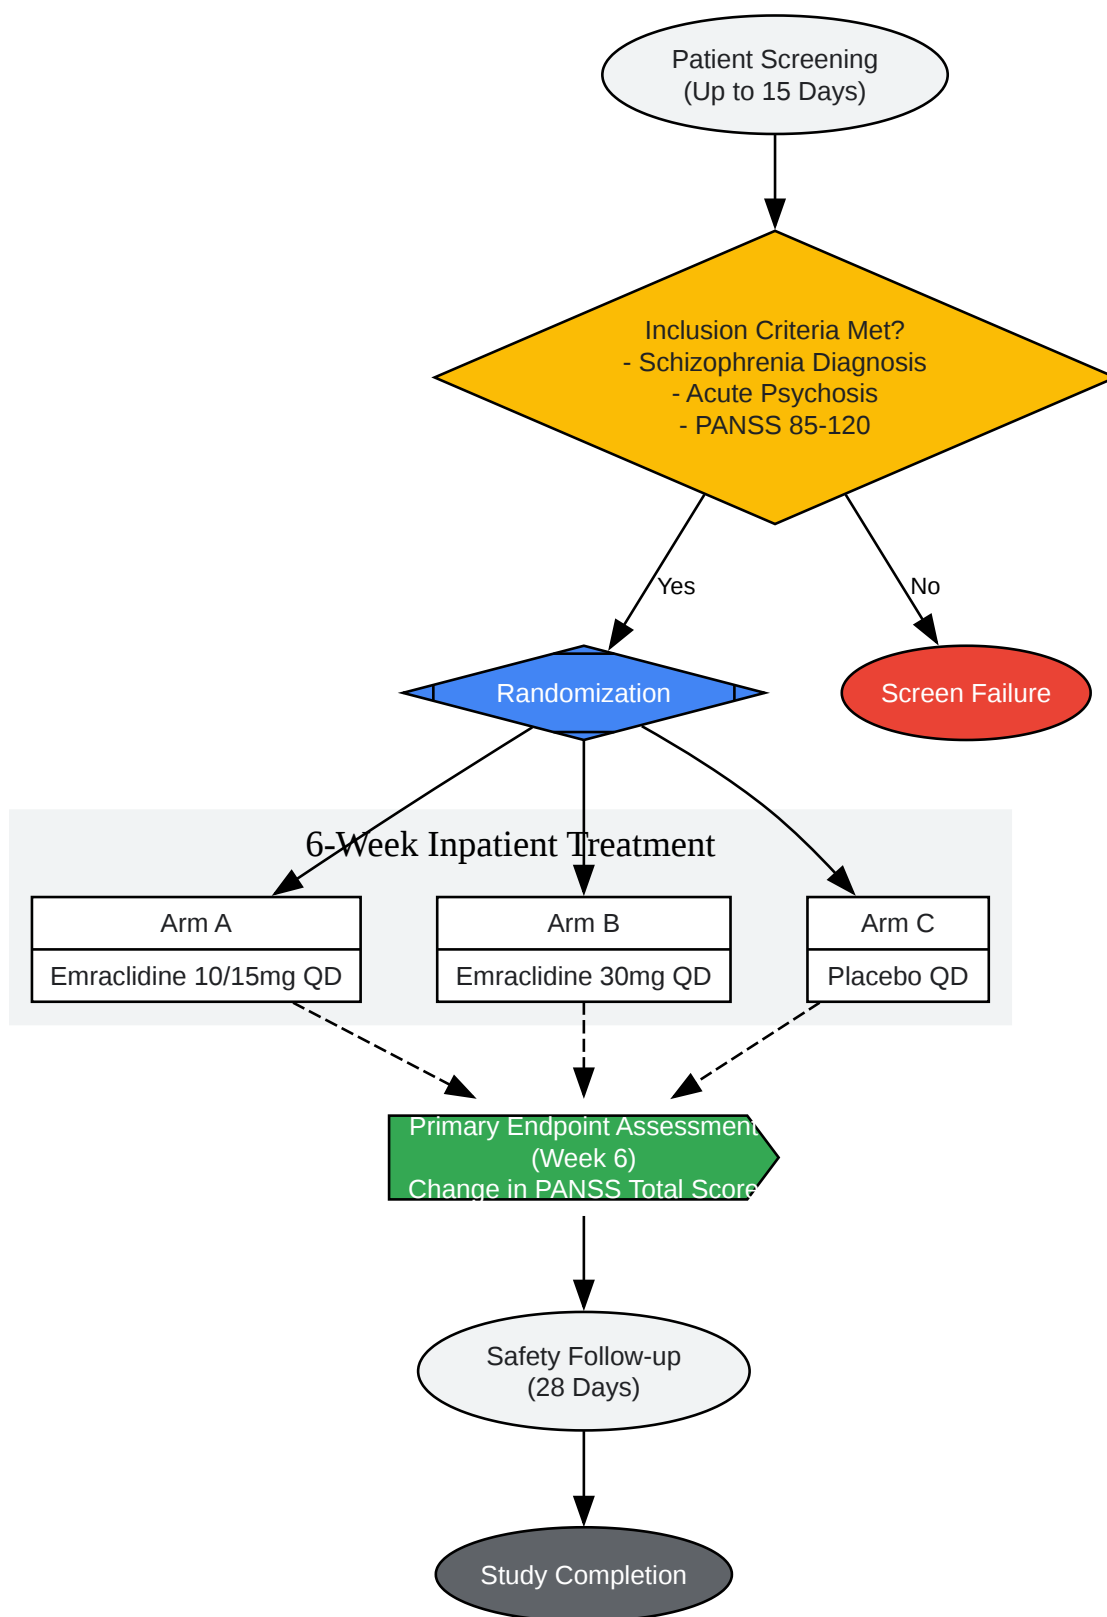 Patient Screening
(Up to 15 Days)
Inclusion Criteria Met?
- Schizophrenia Diagnosis
- Acute Psychosis
- PANSS 85-120
Yes
No
Randomization
Screen Failure
6-Week Inpatient Treatment
Arm A
Emraclidine 10/15mg QD
Arm B
Emraclidine 30mg QD
Arm C
Placebo QD
Primary Endpoint Assessment
(Week 6)
Change in PANSS Total Score
Safety Follow-up
(28 Days)
Study Completion